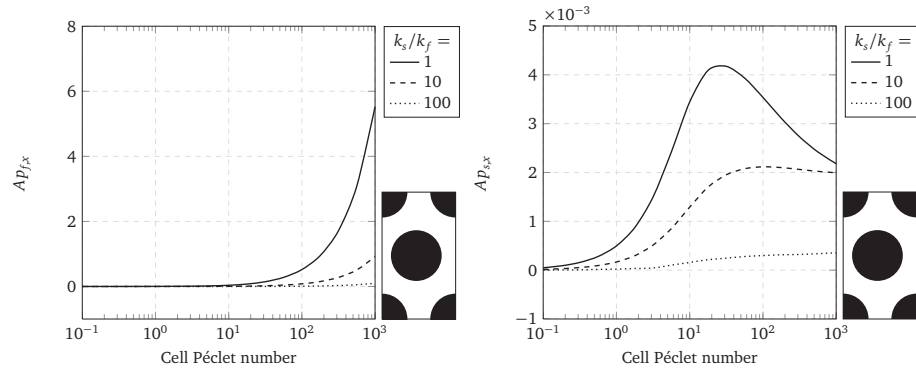 8
6
4
2
0
Ap_{f,x}
10^{−1} 10^{0} 10^{1} 10^{2} 10^{3}
Cell Péclet number
k_s/k_f =
1
10
100
×10^{−3}
5
4
3
2
1
0
−1
Ap_{s,x}
10^{−1} 10^{0} 10^{1} 10^{2} 10^{3}
Cell Péclet number
k_s/k_f =
1
10
100